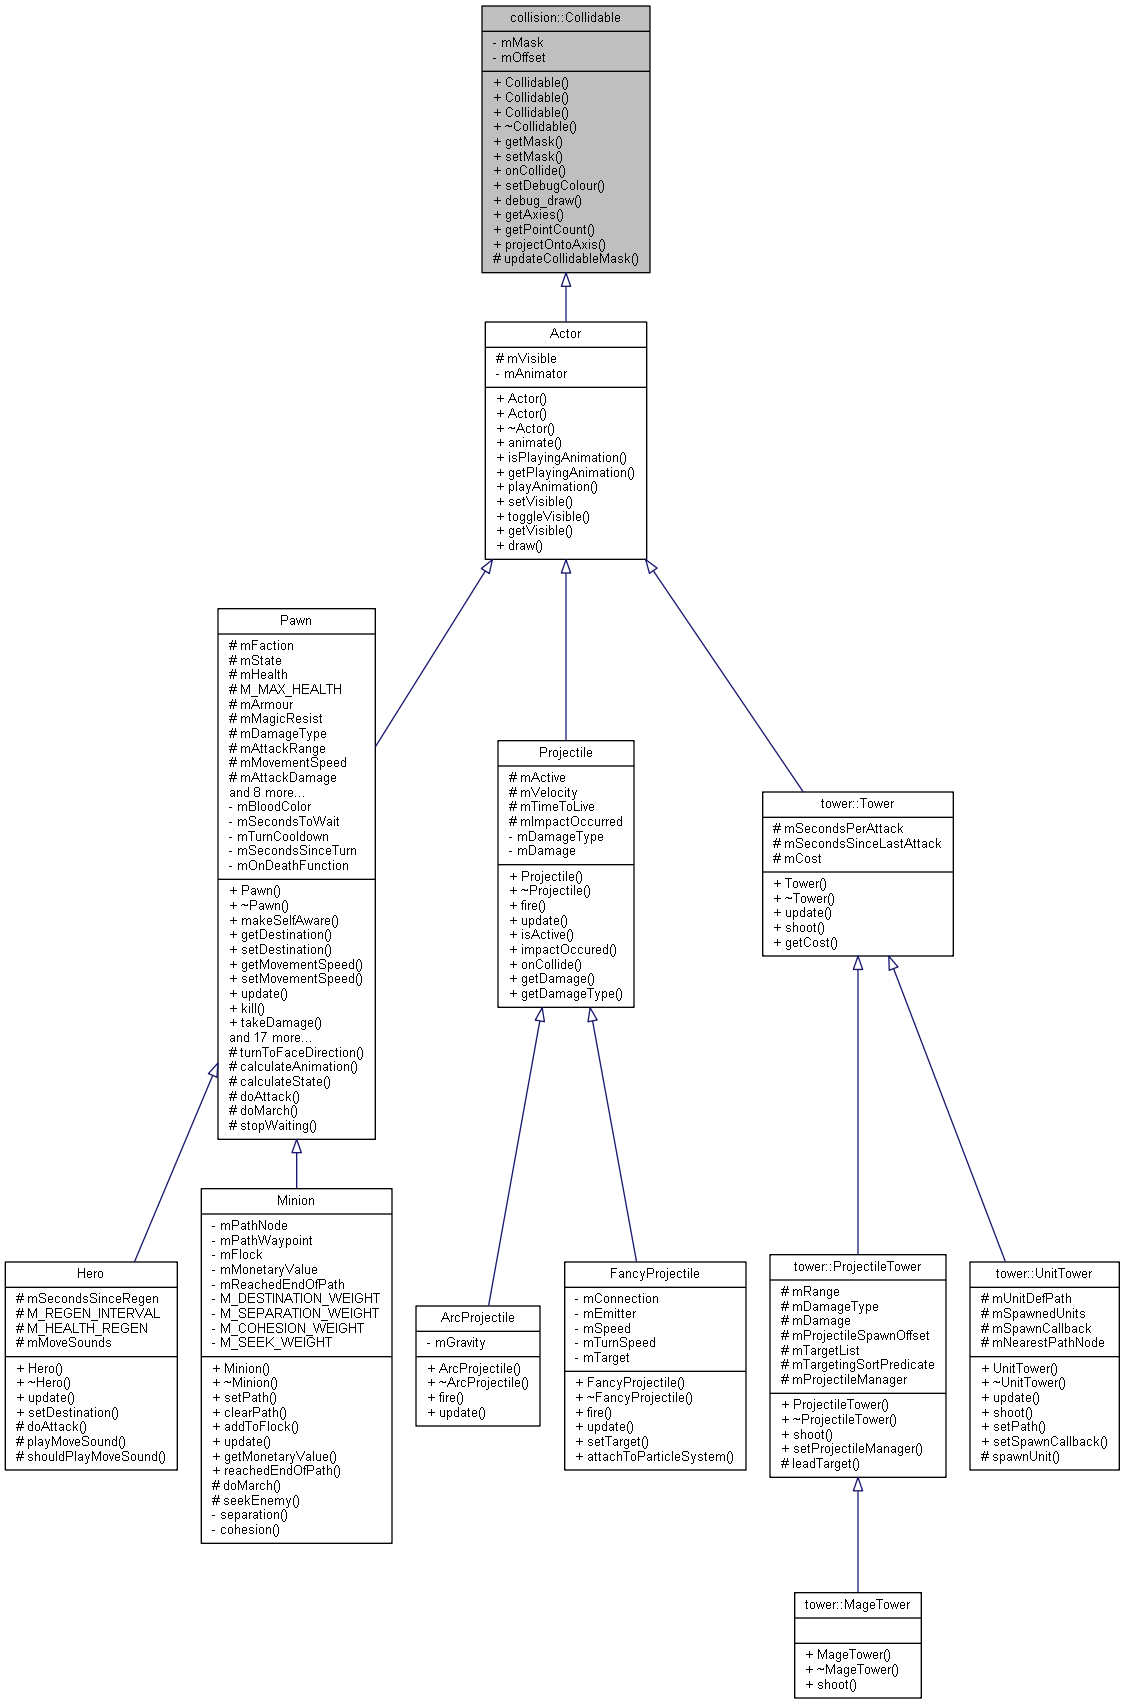 collision::Collidable
- mMask
- mOffset
+ Collidable()
+ Collidable()
+ Collidable()
+ ~Collidable()
+ getMask()
+ setMask()
+ onCollide()
+ setDebugColour()
+ debug_draw()
+ getAxies()
+ getPointCount()
+ projectOntoAxis()
# updateCollidableMask()
Actor
# mVisible
- mAnimator
+ Actor()
+ Actor()
+ ~Actor()
+ animate()
+ isPlayingAnimation()
+ getPlayingAnimation()
+ playAnimation()
+ setVisible()
+ toggleVisible()
+ getVisible()
+ draw()
Pawn
# mFaction
# mState
# mHealth
# M_MAX_HEALTH
# mArmour
# mMagicResist
# mDamageType
# mAttackRange
# mMovementSpeed
# mAttackDamage
and 8 more...
- mBloodColor
- mSecondsToWait
- mTurnCooldown
- mSecondsSinceTurn
- mOnDeathFunction
+ Pawn()
+ ~Pawn()
+ makeSelfAware()
+ getDestination()
+ setDestination()
+ getMovementSpeed()
+ setMovementSpeed()
+ update()
+ kill()
+ takeDamage()
and 17 more...
# turnToFaceDirection()
# calculateAnimation()
# calculateState()
# doAttack()
# doMarch()
# stopWaiting()
Projectile
# mActive
# mVelocity
# mTimeToLive
# mImpactOccurred
- mDamageType
- mDamage
+ Projectile()
+ ~Projectile()
+ fire()
+ update()
+ isActive()
+ impactOccured()
+ onCollide()
+ getDamage()
+ getDamageType()
tower::Tower
# mSecondsPerAttack
# mSecondsSinceLastAttack
# mCost
+ Tower()
+ ~Tower()
+ update()
+ shoot()
+ getCost()
Hero
# mSecondsSinceRegen
# M_REGEN_INTERVAL
# M_HEALTH_REGEN
# mMoveSounds
+ Hero()
+ ~Hero()
+ update()
+ setDestination()
# doAttack()
# playMoveSound()
# shouldPlayMoveSound()
Minion
- mPathNode
- mPathWaypoint
- mFlock
- mMonetaryValue
- mReachedEndOfPath
- M_DESTINATION_WEIGHT
- M_SEPARATION_WEIGHT
- M_COHESION_WEIGHT
- M_SEEK_WEIGHT
+ Minion()
+ ~Minion()
+ setPath()
+ clearPath()
+ addToFlock()
+ update()
+ getMonetaryValue()
+ reachedEndOfPath()
# doMarch()
# seekEnemy()
- separation()
- cohesion()
ArcProjectile
- mGravity
+ ArcProjectile()
+ ~ArcProjectile()
+ fire()
+ update()
FancyProjectile
- mConnection
- mEmitter
- mSpeed
- mTurnSpeed
- mTarget
+ FancyProjectile()
+ ~FancyProjectile()
+ fire()
+ update()
+ setTarget()
+ attachToParticleSystem()
tower::ProjectileTower
# mRange
# mDamageType
# mDamage
# mProjectileSpawnOffset
# mTargetList
# mTargetingSortPredicate
# mProjectileManager
+ ProjectileTower()
+ ~ProjectileTower()
+ shoot()
+ setProjectileManager()
# leadTarget()
tower::UnitTower
# mUnitDefPath
# mSpawnedUnits
# mSpawnCallback
# mNearestPathNode
+ UnitTower()
+ ~UnitTower()
+ update()
+ shoot()
+ setPath()
+ setSpawnCallback()
# spawnUnit()
tower::MageTower
+ MageTower()
+ ~MageTower()
+ shoot()